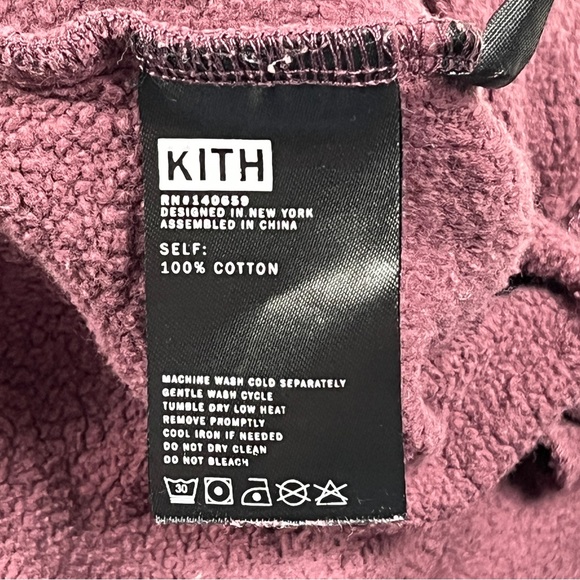 KITH
RN#140659
DESIGNED IN NEW YORK
ASSEMBLED IN CHINA
SELF:
100% COTTON
MACHINE WASH COLD SEPARATELY
GENTLE WASH CYCLE
TUMBLE DRY LOW HEAT
REMOVE PROMPTLY
COOL IRON IF NEEDED
DO NOT DRY CLEAN
DO NOT BLEACH
30